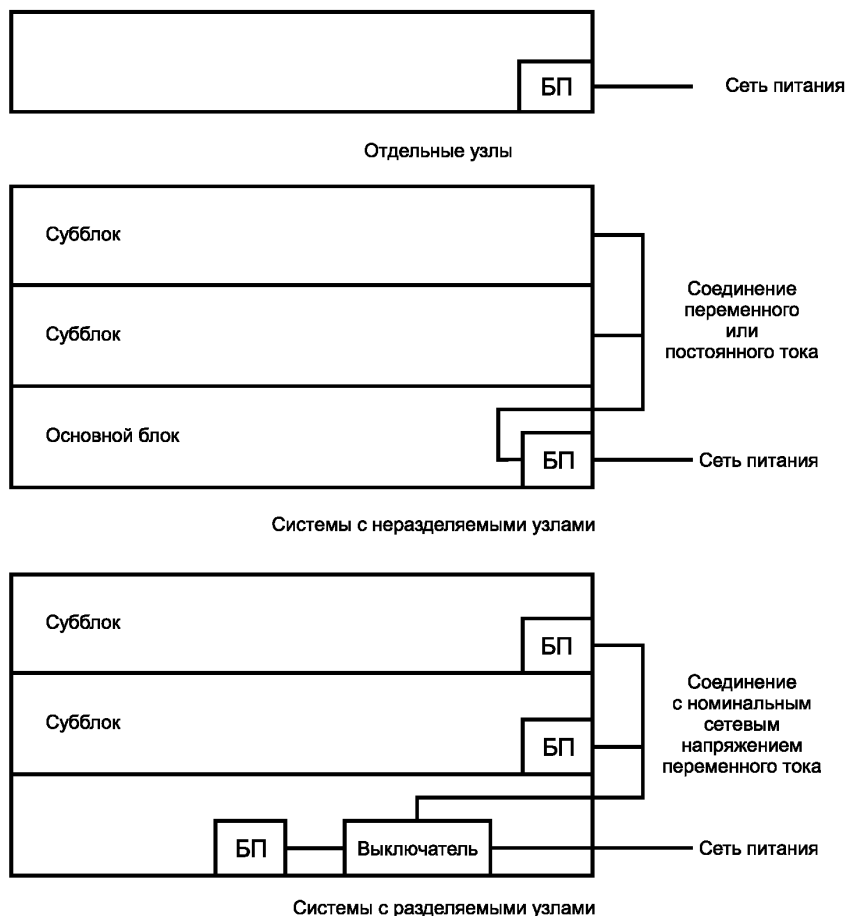 БП
Сеть питания
Отдельные узлы
Субблок
Субблок
Соединение
переменного
или
постоянного тока
Основной блок
БП
Сеть питания
Системы с неразделяемыми узлами
Субблок
БП
Субблок
БП
Соединение
с номинальным
сетевым
напряжением
переменного тока
БП
Выключатель
Сеть питания
Системы с разделяемыми узлами